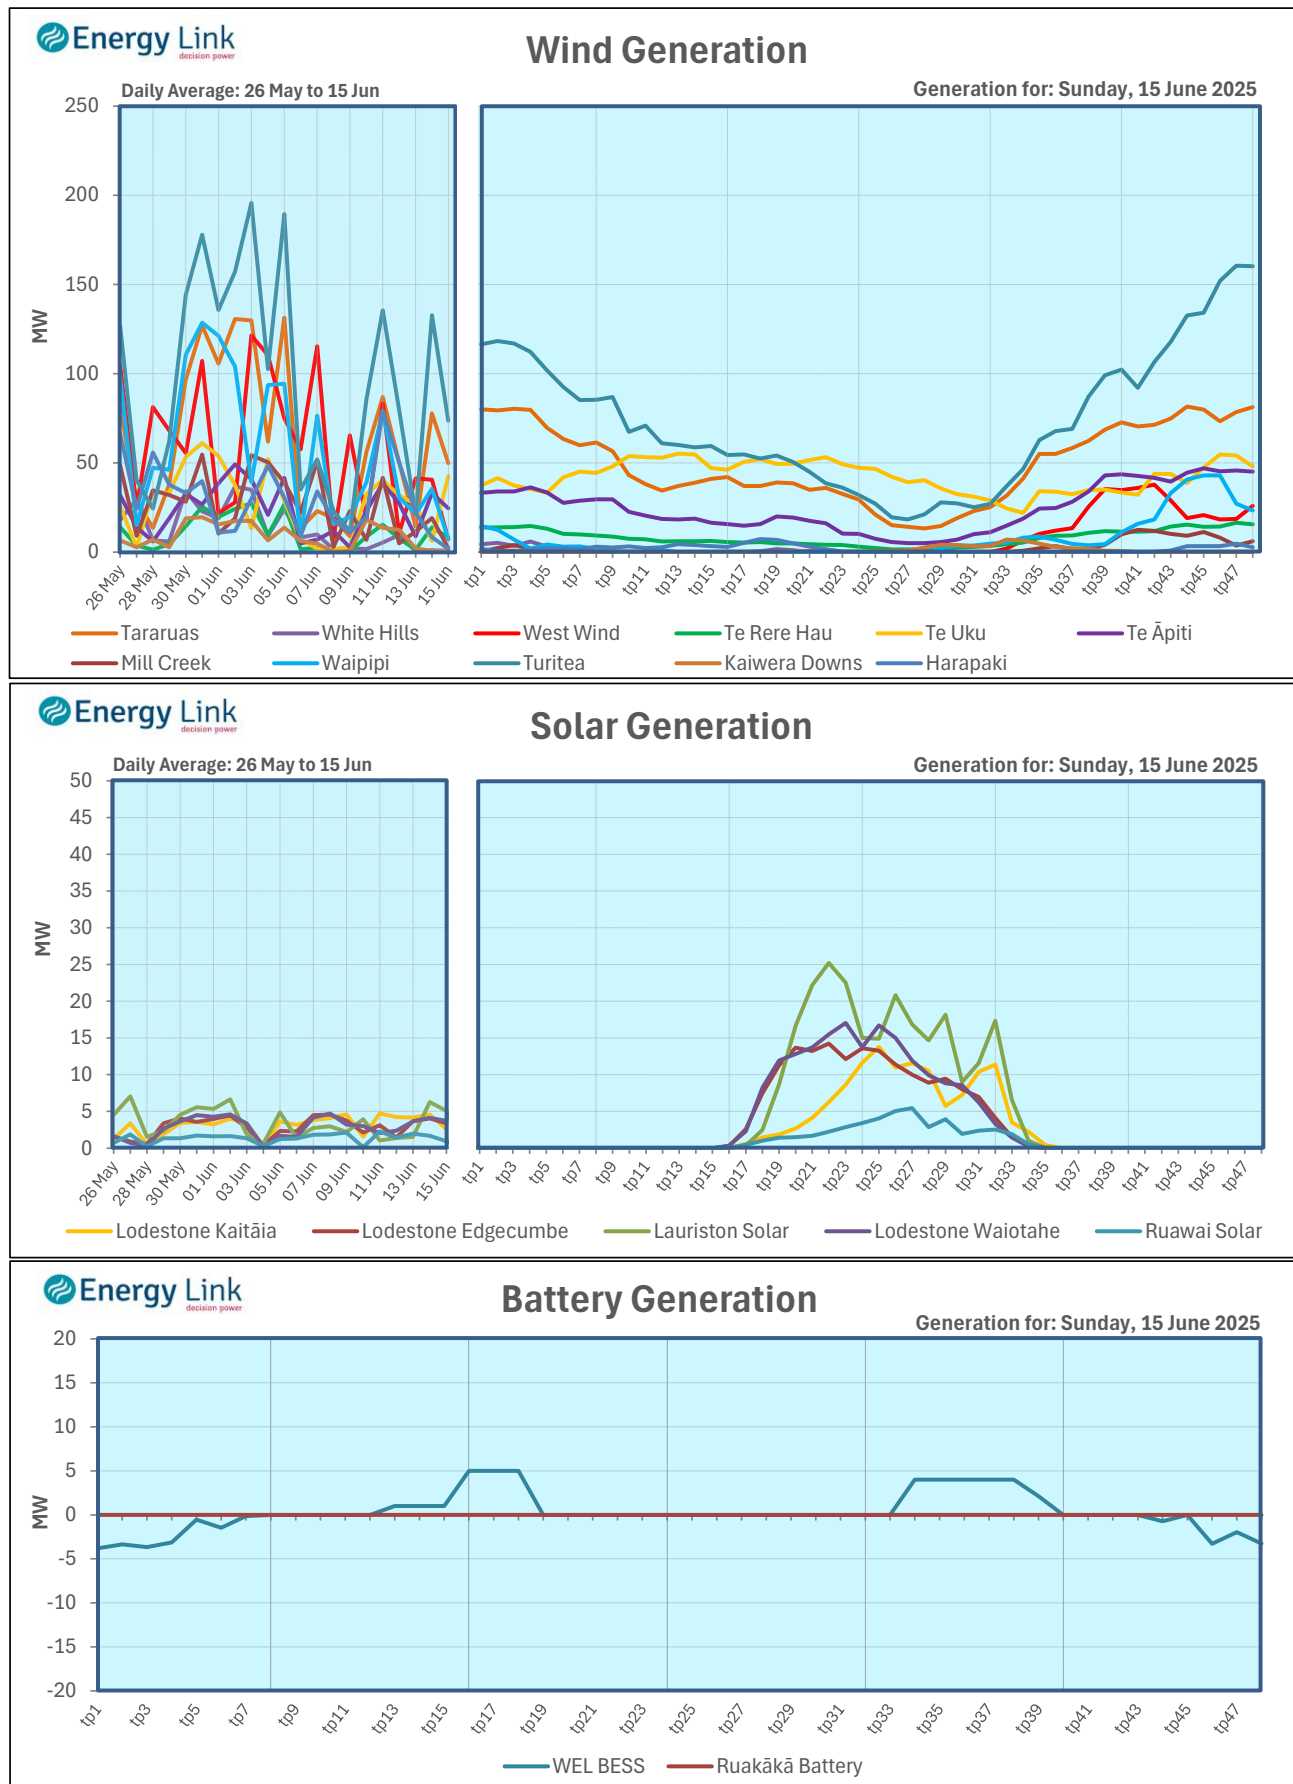 Energy Link
decision power
Wind Generation
Daily Average: 26 May to 15 Jun
Generation for: Sunday, 15 June 2025
MW
250
200
150
100
50
0
26 May
28 May
30 May
01 Jun
03 Jun
05 Jun
07 Jun
09 Jun
11 Jun
13 Jun
15 Jun
tp1
tp3
tp5
tp7
tp9
tp11
tp13
tp15
tp17
tp19
tp21
tp23
tp25
tp27
tp29
tp31
tp33
tp35
tp37
tp39
tp41
tp43
tp45
tp47
Tararuas White Hills West Wind Te Rere Hau Te Uku Te Āpiti
Mill Creek Waipipi Turitea Kaiwera Downs Harapaki
Energy Link
decision power
Solar Generation
Daily Average: 26 May to 15 Jun
Generation for: Sunday, 15 June 2025
MW
50
45
40
35
30
25
20
15
10
5
0
26 May
28 May
30 May
01 Jun
03 Jun
05 Jun
07 Jun
09 Jun
11 Jun
13 Jun
15 Jun
tp1
tp3
tp5
tp7
tp9
tp11
tp13
tp15
tp17
tp19
tp21
tp23
tp25
tp27
tp29
tp31
tp33
tp35
tp37
tp39
tp41
tp43
tp45
tp47
Lodestone Kaitāia Lodestone Edgecumbe Lauriston Solar Lodestone Waiotahe Ruawai Solar
Energy Link
decision power
Battery Generation
Generation for: Sunday, 15 June 2025
MW
20
15
10
5
0
-5
-10
-15
-20
tp1
tp3
tp5
tp7
tp9
tp11
tp13
tp15
tp17
tp19
tp21
tp23
tp25
tp27
tp29
tp31
tp33
tp35
tp37
tp39
tp41
tp43
tp45
tp47
WEL BESS Ruakākā Battery